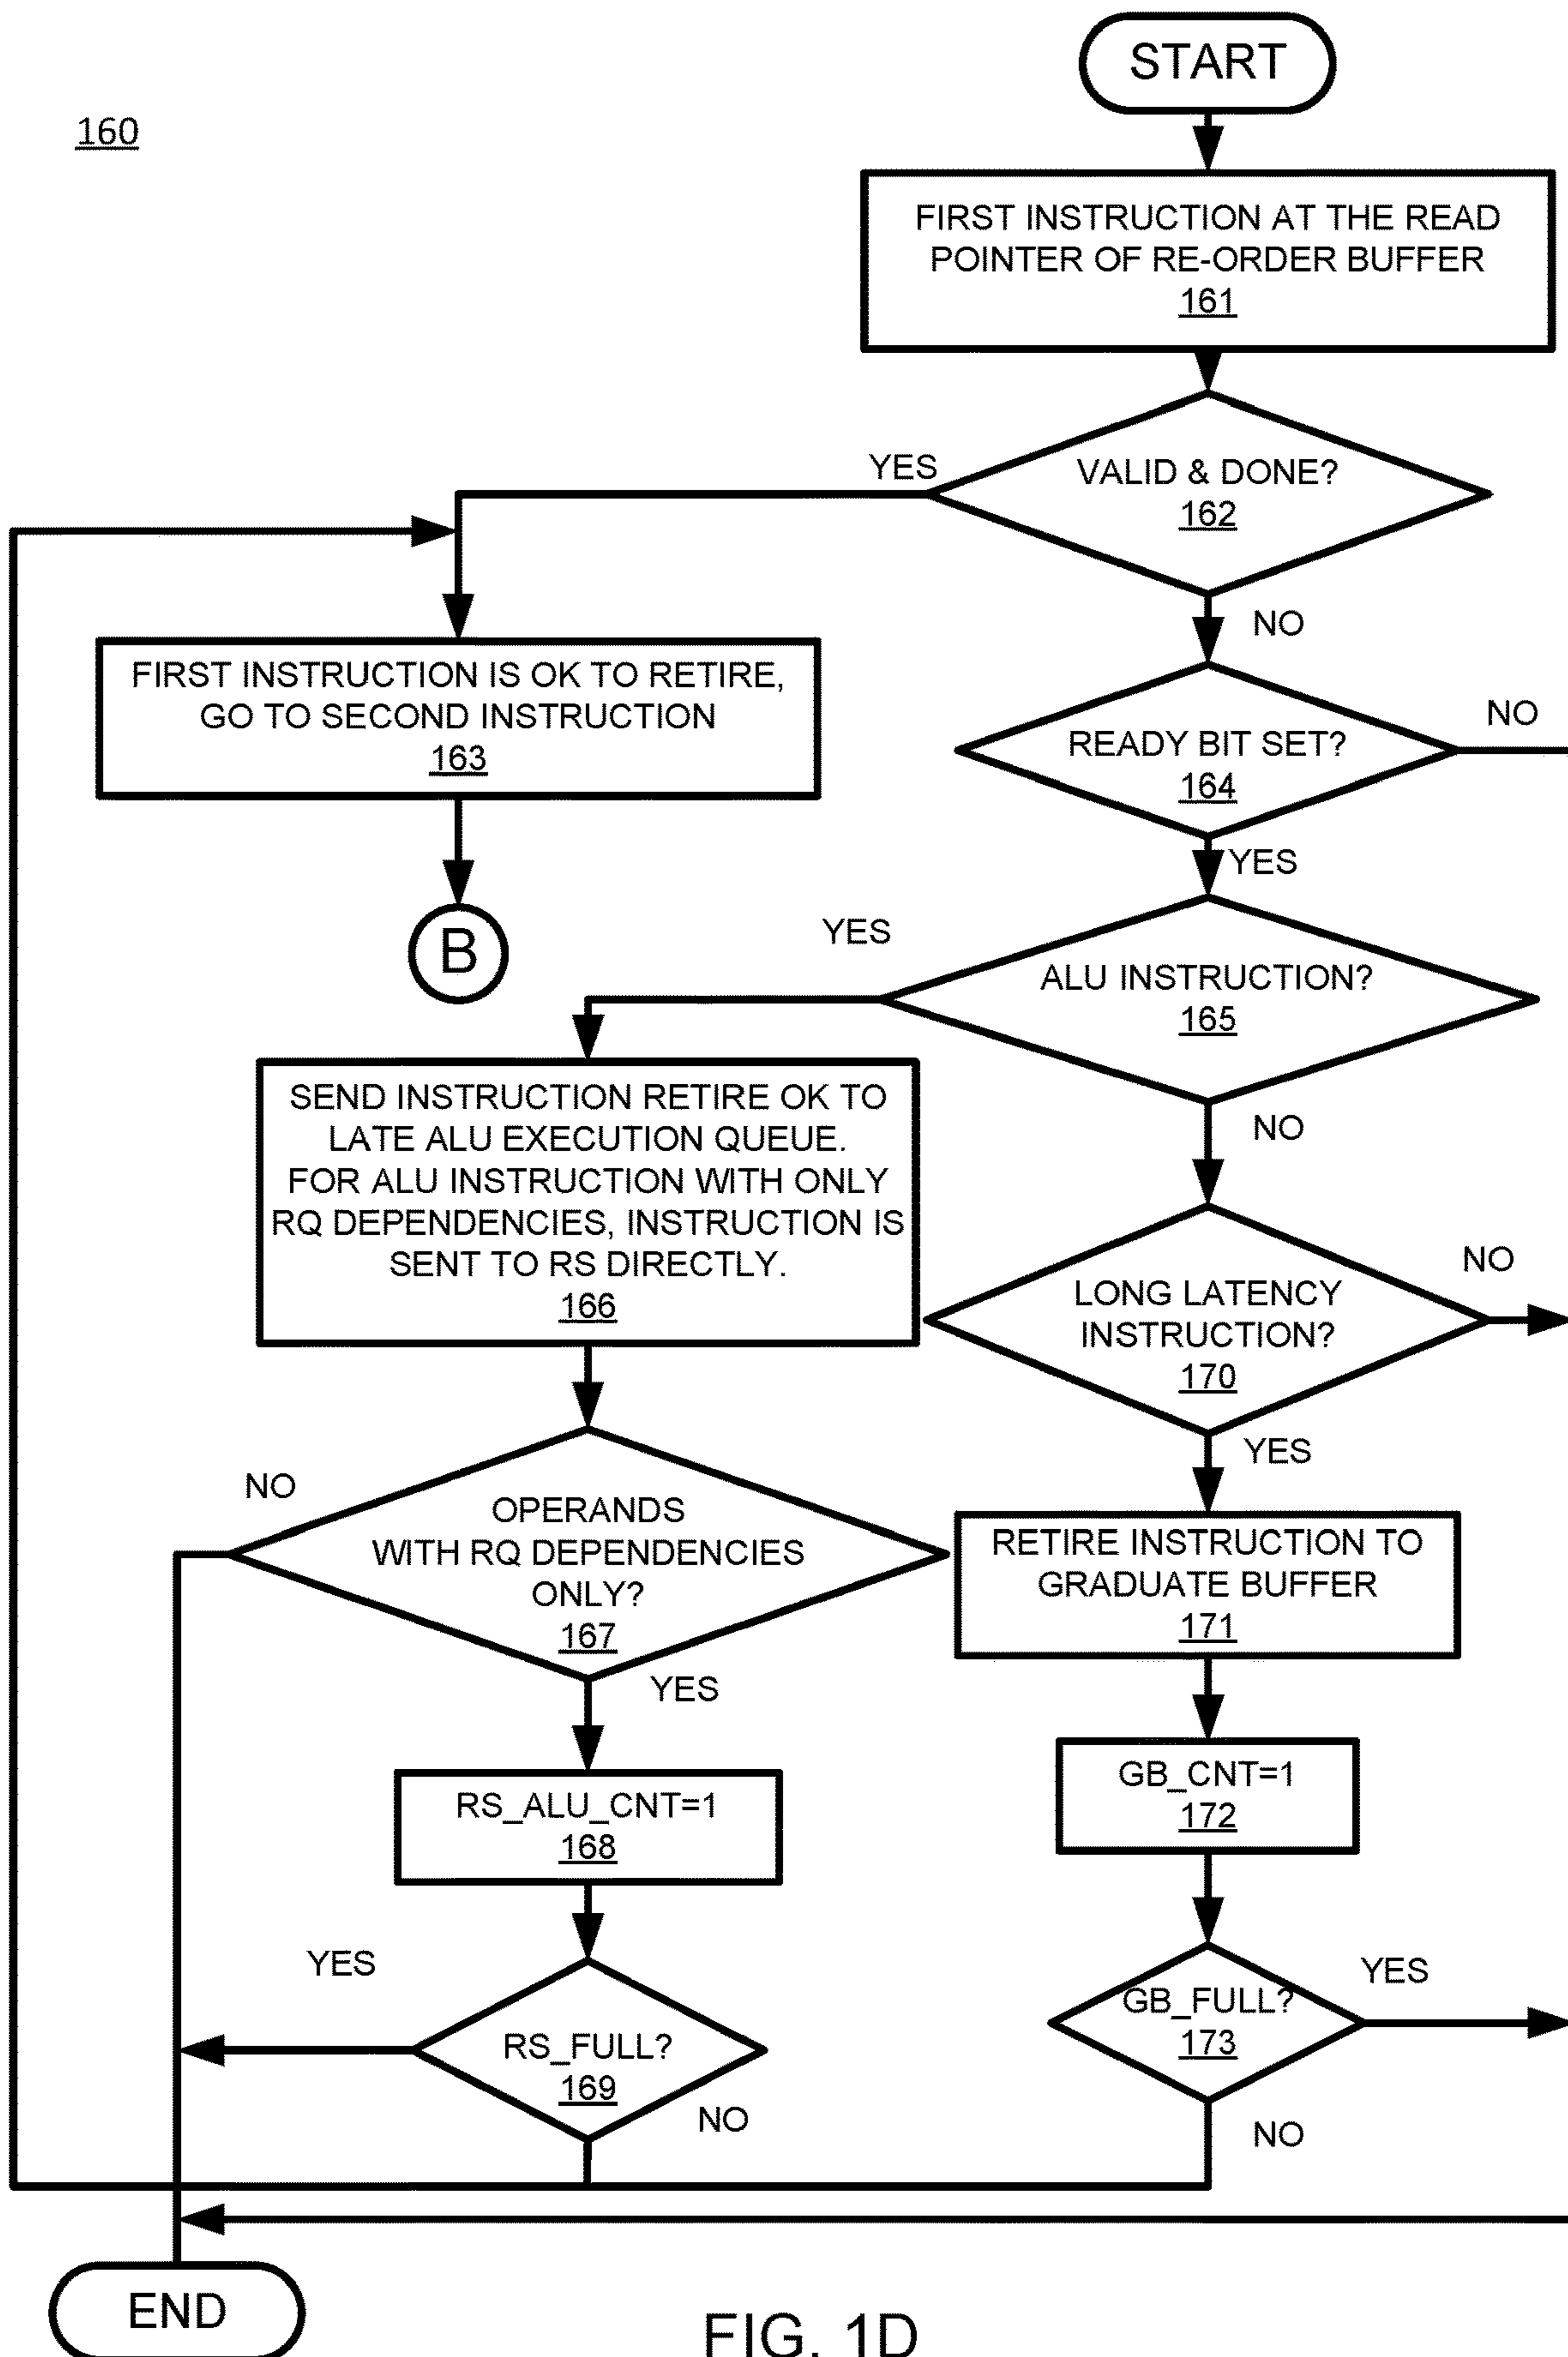 START
160
FIRST INSTRUCTION AT THE READ
POINTER OF RE-ORDER BUFFER
161
YES
VALID & DONE?
162
NO
FIRST INSTRUCTION IS OK TO RETIRE,
GO TO SECOND INSTRUCTION
163
NO
READY BIT SET?
164
YES
B
YES
ALU INSTRUCTION?
165
NO
SEND INSTRUCTION RETIRE OK TO
LATE ALU EXECUTION QUEUE.
FOR ALU INSTRUCTION WITH ONLY
RQ DEPENDENCIES, INSTRUCTION IS
SENT TO RS DIRECTLY.
166
NO
LONG LATENCY
INSTRUCTION?
170
YES
NO
OPERANDS
WITH RQ DEPENDENCIES
ONLY?
167
YES
RETIRE INSTRUCTION TO
GRADUATE BUFFER
171
RS_ALU_CNT=1
168
GB_CNT=1
172
YES
RS_FULL?
169
NO
YES
GB_FULL?
173
NO
END
FIG. 1D